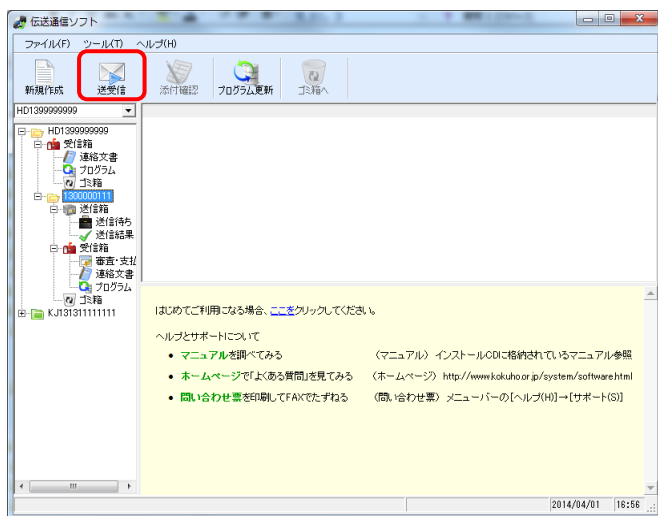 伝送通信ソフト
ファイル(F) ツール(T) ヘルプ(H)
新規作成 送受信 添付確認 プログラム更新 ゴミ箱へ
HD1399999999
HD1399999999
受信箱
連絡文書
プログラム
ゴミ箱
1300000111
送信箱
送信待ち
送信結果
受信箱
審査・支払
連絡文書
プログラム
ゴミ箱
KJ131311111111
はじめてご利用になる場合、ここをクリックしてください。
ヘルプとサポートについて
• マニュアルを調べてみる (マニュアル) インストールCDに格納されているマニュアル参照
• ホームページで「よくある質問」を見てみる (ホームページ) http://www.kokuho.or.jp/system/software.html
• 問い合わせ票を印刷してFAXでたずねる (問い合わせ票) メニューバーの[ヘルプ(H)]→[サポート(S)]
2014/04/01 16:56